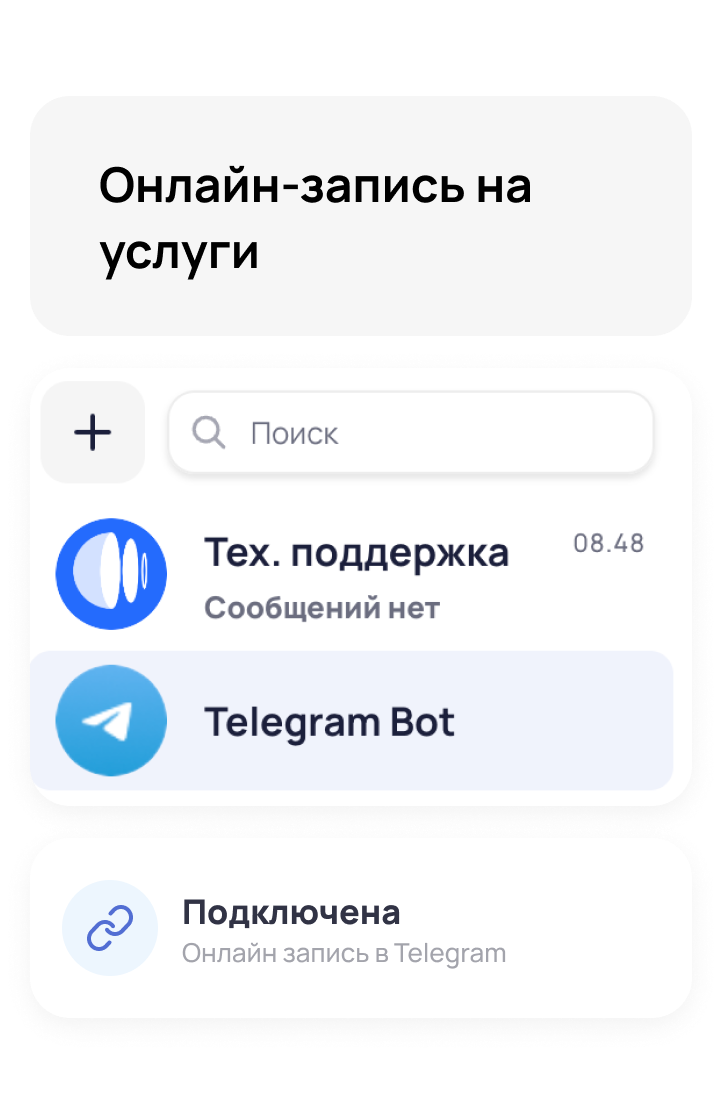 Онлайн-запись на
услуги
Поиск
Тех. поддержка
08.48
Сообщений нет
Telegram Bot
Подключена
Онлайн запись в Telegram